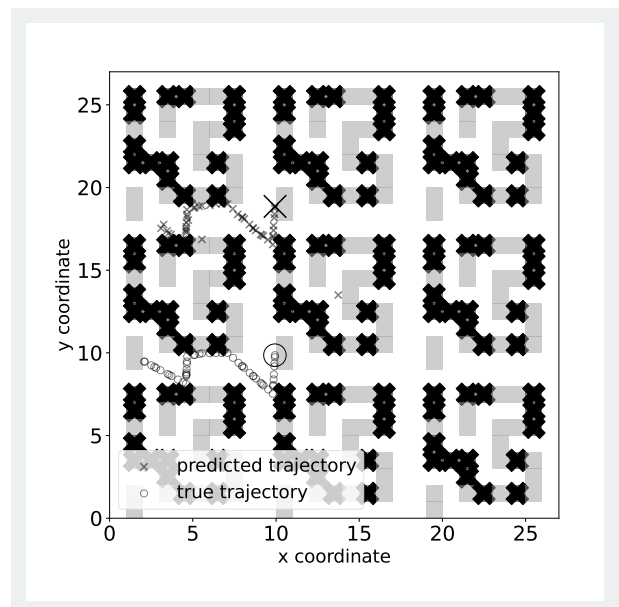 25
20
15
10
5
0
y coordinate
predicted trajectory
true trajectory
0 5 10 15 20 25
x coordinate